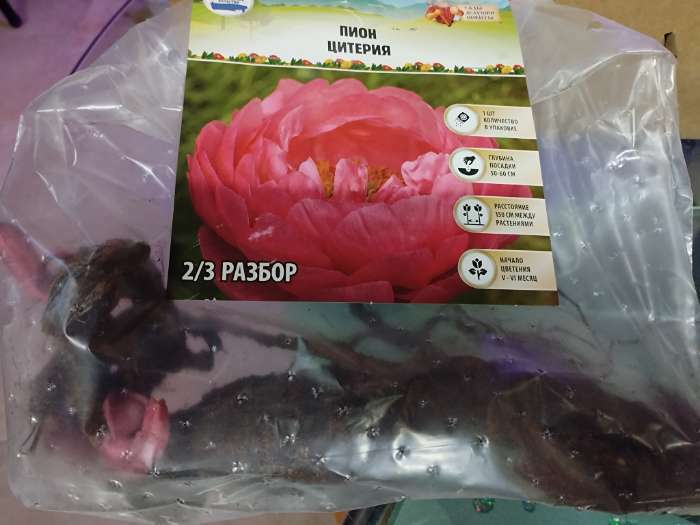 ПИОН
ЦИТЕРИЯ
1 ШТ
КОЛИЧЕСТВО
В УПАКОВКЕ
ГЛУБИНА
ПОСАДКИ
50-60 СМ
РАССТОЯНИЕ
150 СМ МЕЖДУ
РАСТЕНИЯМИ
НАЧАЛО
ЦВЕТЕНИЯ
V - VI МЕСЯЦ
2/3 РАЗБОР